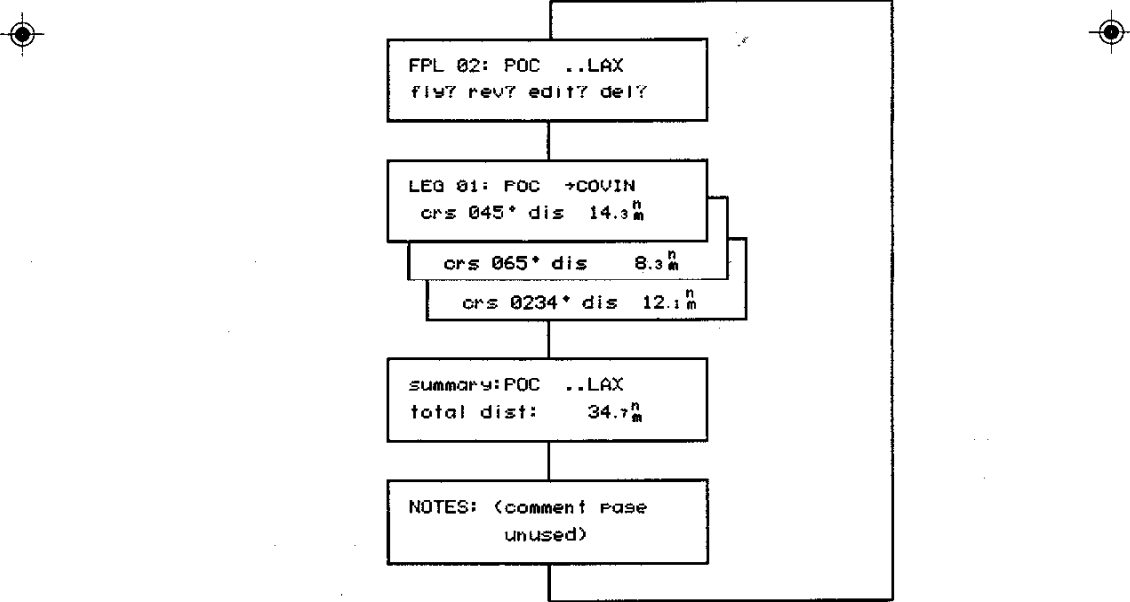 FPL 02: POC ..LAX
fly? rev? edit? del?
LEG 01: POC →COVIN
crs 045° dis 14.3nm
crs 065° dis 8.3nm
crs 0234° dis 12.1nm
summary:POC ..LAX
total dist: 34.7nm
NOTES: (comment page
unused)